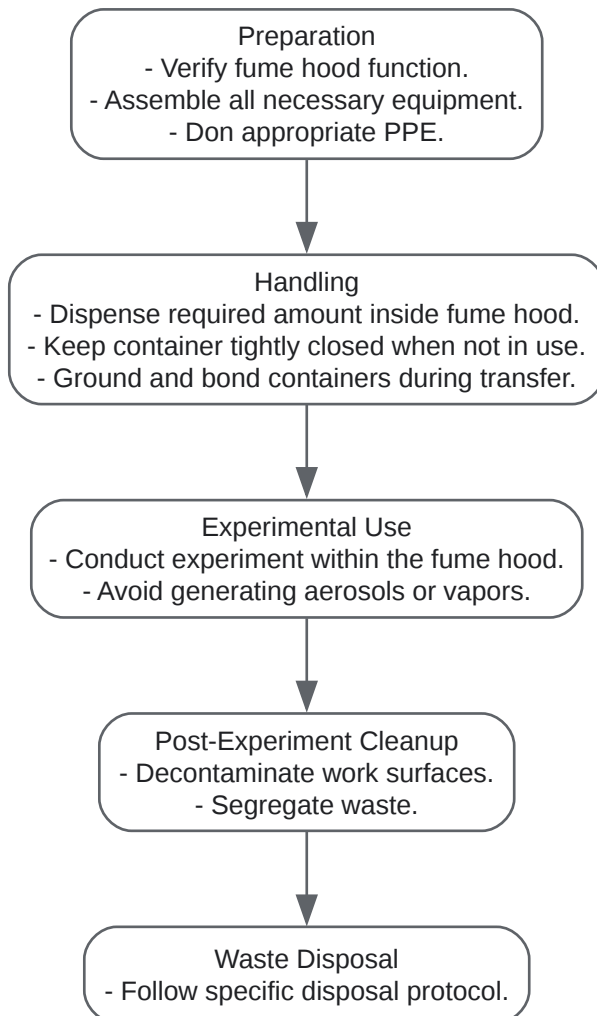 Preparation
- Verify fume hood function.
- Assemble all necessary equipment.
- Don appropriate PPE.
Handling
- Dispense required amount inside fume hood.
- Keep container tightly closed when not in use.
- Ground and bond containers during transfer.
Experimental Use
- Conduct experiment within the fume hood.
- Avoid generating aerosols or vapors.
Post-Experiment Cleanup
- Decontaminate work surfaces.
- Segregate waste.
Waste Disposal
- Follow specific disposal protocol.